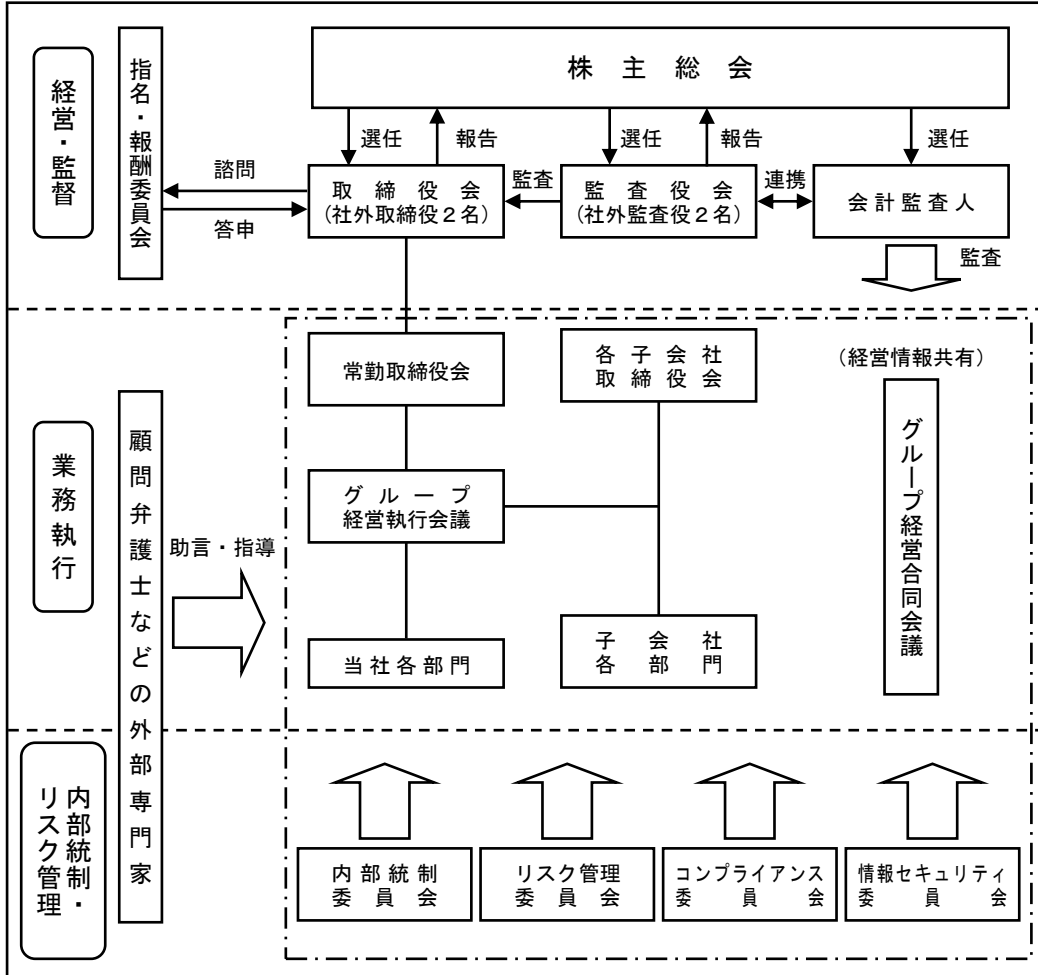 株主総会
経営・監督
指名・報酬委員会
選任
報告
選任
報告
選任
諮問
答申
取締役会
(社外取締役2名)
監査
監査役会
(社外監査役2名)
連携
会計監査人
監査
業務執行
顧問弁護士などの外部専門家
助言・指導
常勤取締役会
各子会社
取締役会
(経営情報共有)
グループ経営合同会議
グループ
経営執行会議
当社各部門
子会社
各部門
内部統制・
リスク管理
内部統制
委員会
リスク管理
委員会
コンプライアンス
委員会
情報セキュリティ
委員会